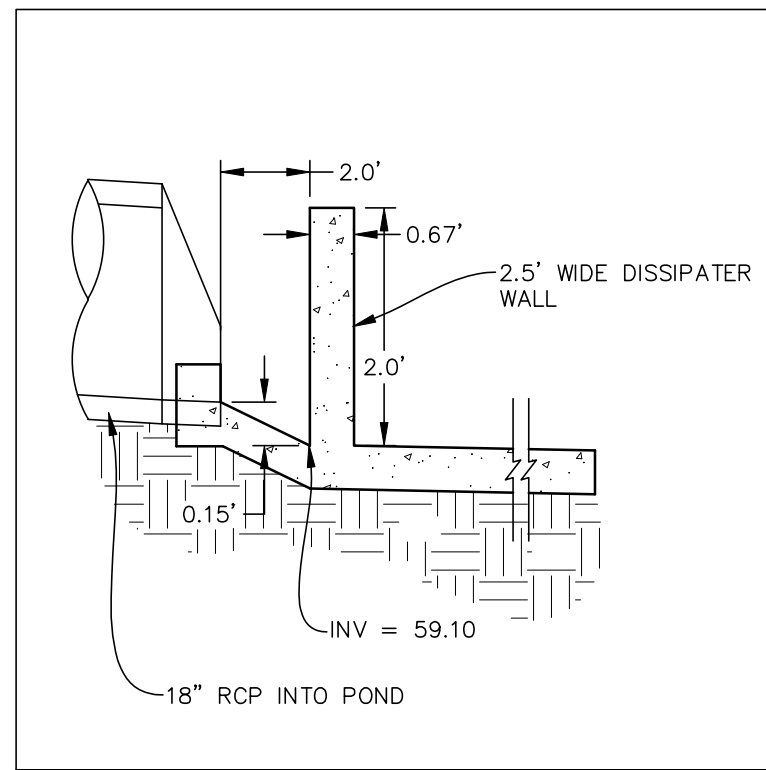 2.0'
0.67'
2.5' WIDE DISSIPATER
WALL
2.0'
0.15'
INV = 59.10
18" RCP INTO POND